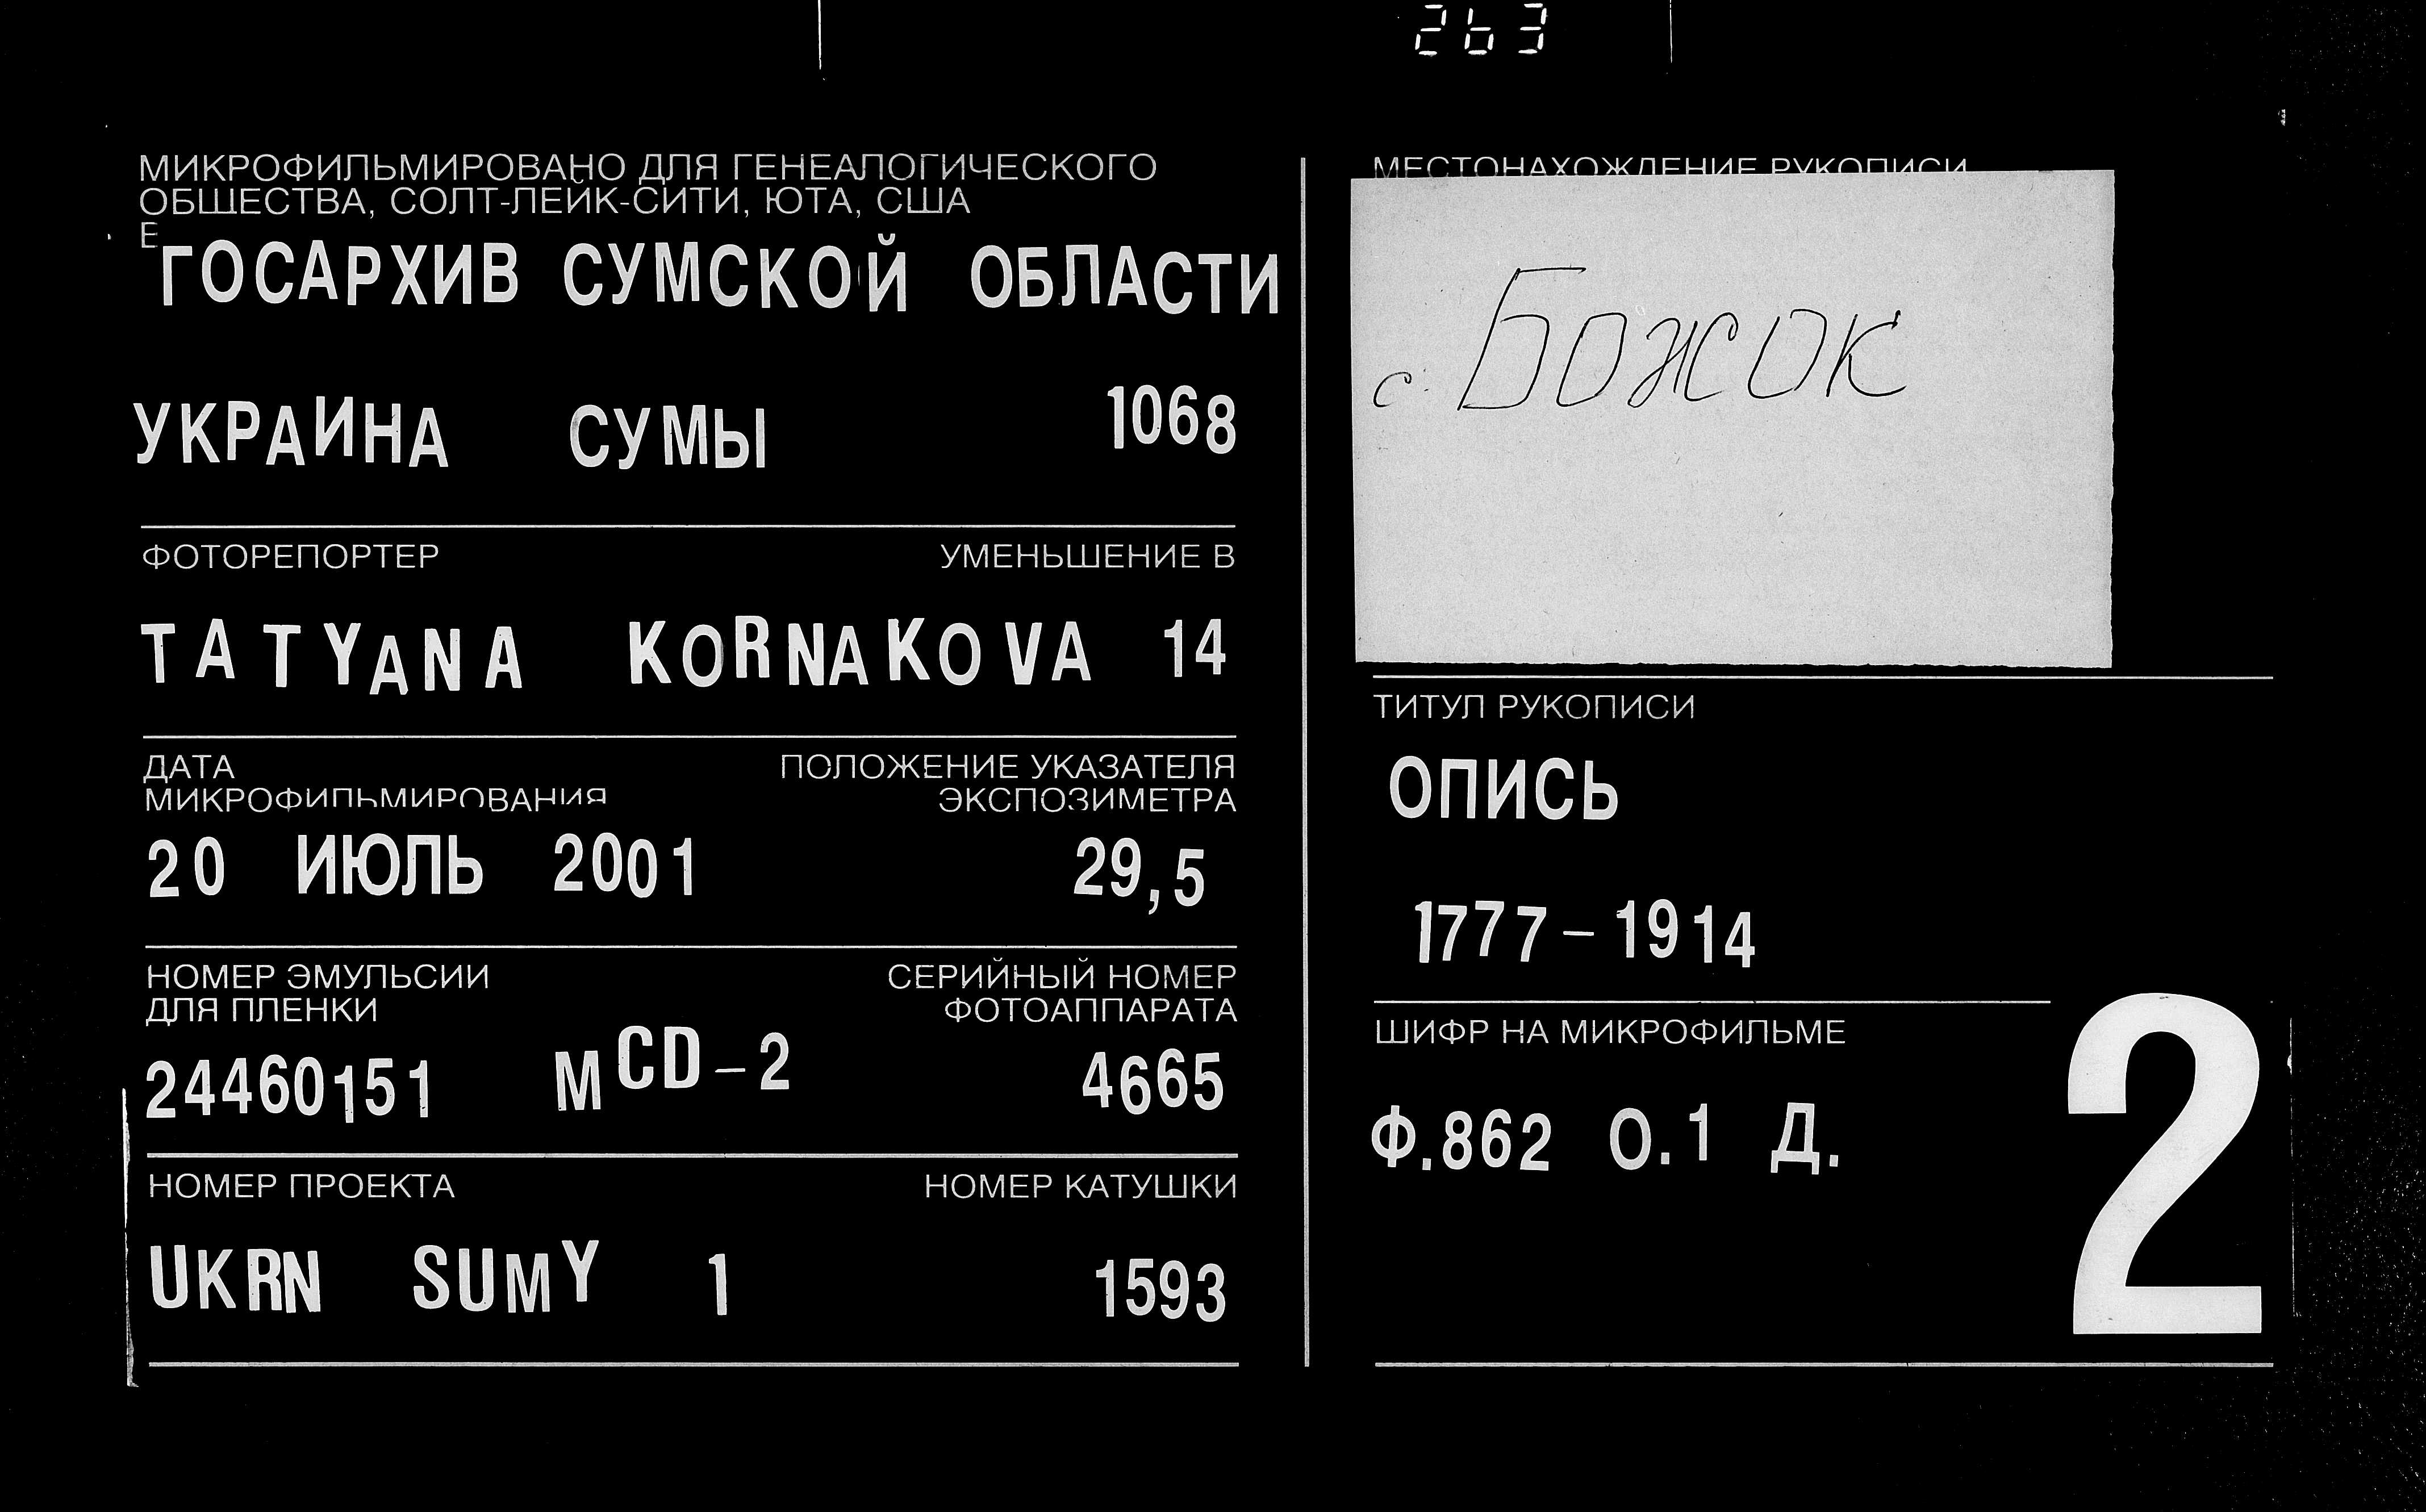 263
МИКРОФИЛЬМИРОВАНО ДЛЯ ГЕНЕАЛОГИЧЕСКОГО
ОБЩЕСТВА, СОЛТ-ЛЕЙК-СИТИ, ЮТА, США
Е
ГОСАРХИВ СУМСКОЙ ОБЛАСТИ
УКРАИНА СУМЫ 1068
ФОТОРЕПОРТЕР УМЕНЬШЕНИЕ В
TATYANA KORNAKOVA 14
ДАТА ПОЛОЖЕНИЕ УКАЗАТЕЛЯ
МИКРОФИЛЬМИРОВАНИЯ ЭКСПОЗИМЕТРА
20 ИЮЛЬ 2001 29,5
НОМЕР ЭМУЛЬСИИ СЕРИЙНЫЙ НОМЕР
ДЛЯ ПЛЕНКИ ФОТОАППАРАТА
24460151 MCD-2 4665
НОМЕР ПРОЕКТА НОМЕР КАТУШКИ
UKRN SUMY 1 1593
МЕСТОНАХОЖДЕНИЕ РУКОПИСИ
с. Божок
ТИТУЛ РУКОПИСИ
ОПИСЬ
1777-1914
ШИФР НА МИКРОФИЛЬМЕ
Ф.862 О.1 Д.
2